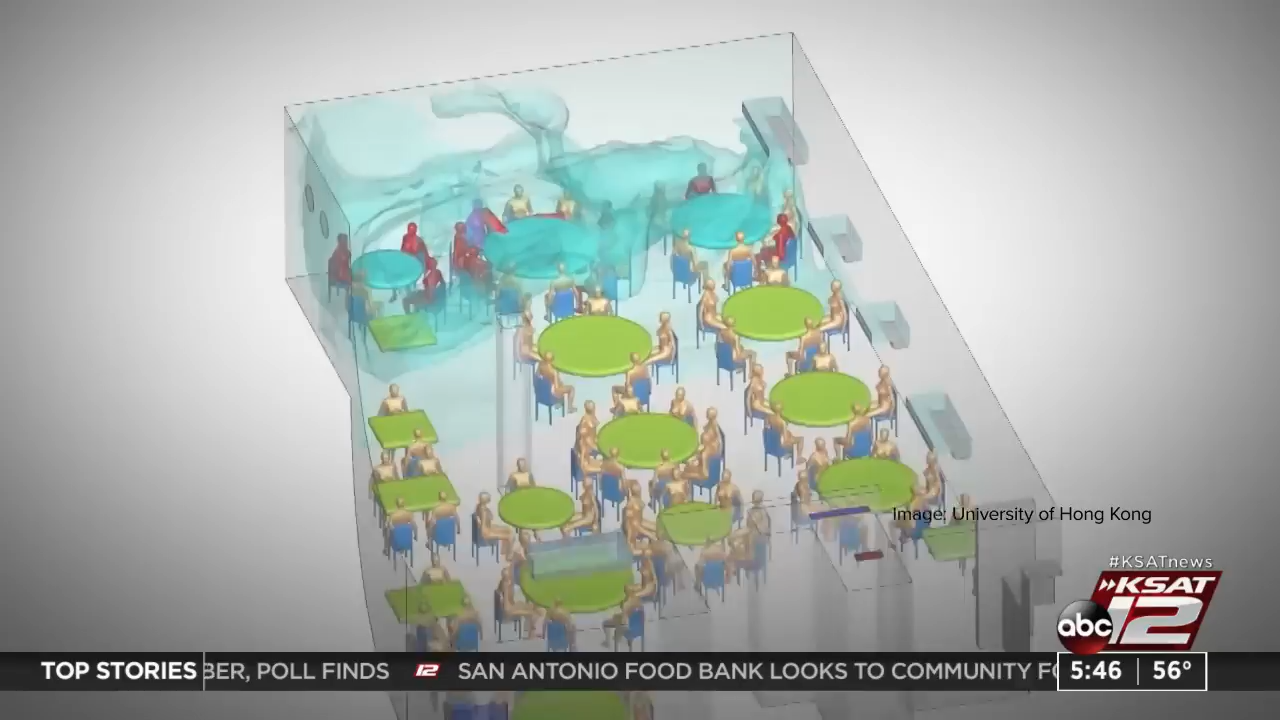 Image: University of Hong Kong
#KSATnews
KSAT
12
abc
TOP STORIES
BER, POLL FINDS 12 SAN ANTONIO FOOD BANK LOOKS TO COMMUNITY FO
5:46 56°